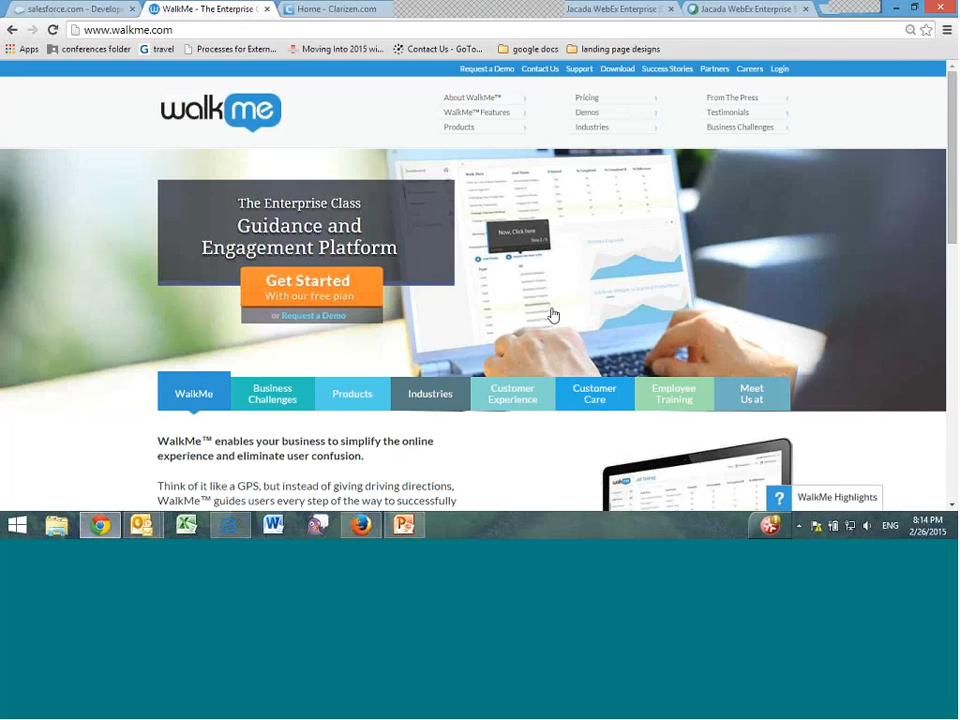 salesforce.com - Develop
WalkMe - The Enterprise
Home - Clarizen.com
Jacada WebEx Enterprise
Jacada WebEx Enterprise
www.walkme.com
Apps conferences folder travel Processes for Extern... Moving Into 2015 wi... Contact Us - GoTo... google docs landing page designs
Request a Demo Contact Us Support Download Success Stories Partners Careers Login
walkme
About WalkMe™ Pricing From The Press
WalkMe™ Features Demos Testimonials
Products Industries Business Challenges
The Enterprise Class
Guidance and
Engagement Platform
Get Started
With our free plan
or Request a Demo
Now, Click here
WalkMe
Business
Challenges
Products
Industries
Customer
Experience
Customer
Care
Employee
Training
Meet
Us at
WalkMe™ enables your business to simplify the online
experience and eliminate user confusion.
Think of it like a GPS, but instead of giving driving directions,
WalkMe™ guides users every step of the way to successfully
? WalkMe Highlights
ENG
8:14 PM
2/26/2015